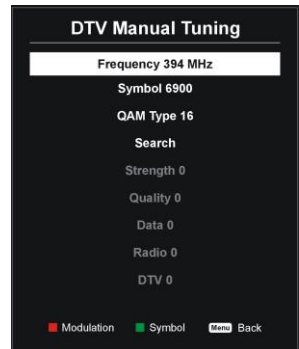 DTV Manual Tuning
Frequency 394 MHz
Symbol 6900
QAM Type 16
Search
Strength 0
Quality 0
Data 0
Radio 0
DTV 0
Modulation Symbol Menu Back